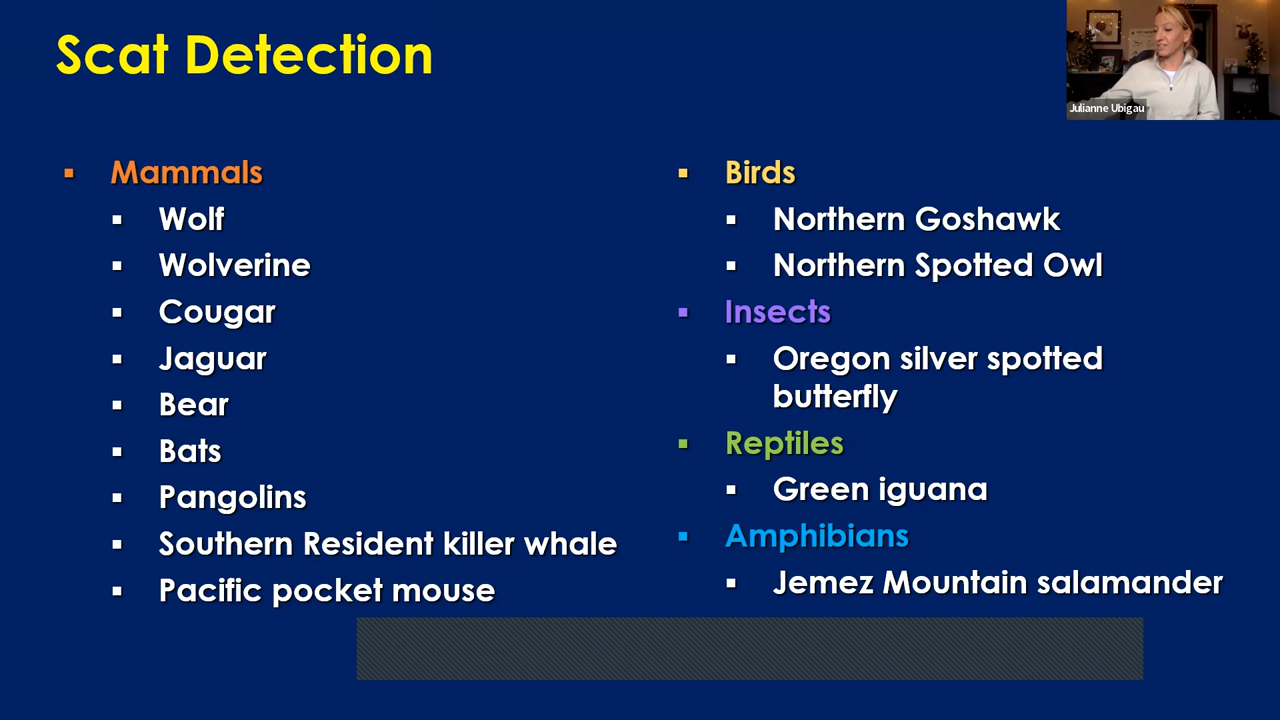 Scat Detection
Julianne Ubigau
Mammals
Wolf
Wolverine
Cougar
Jaguar
Bear
Bats
Pangolins
Southern Resident killer whale
Pacific pocket mouse
Birds
Northern Goshawk
Northern Spotted Owl
Insects
Oregon silver spotted
butterfly
Reptiles
Green iguana
Amphibians
Jemez Mountain salamander